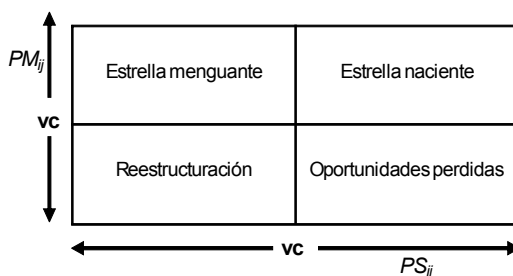 PMij
vc
Estrella menguante
Estrella naciente
Reestructuración
Oportunidades perdidas
vc
PSij